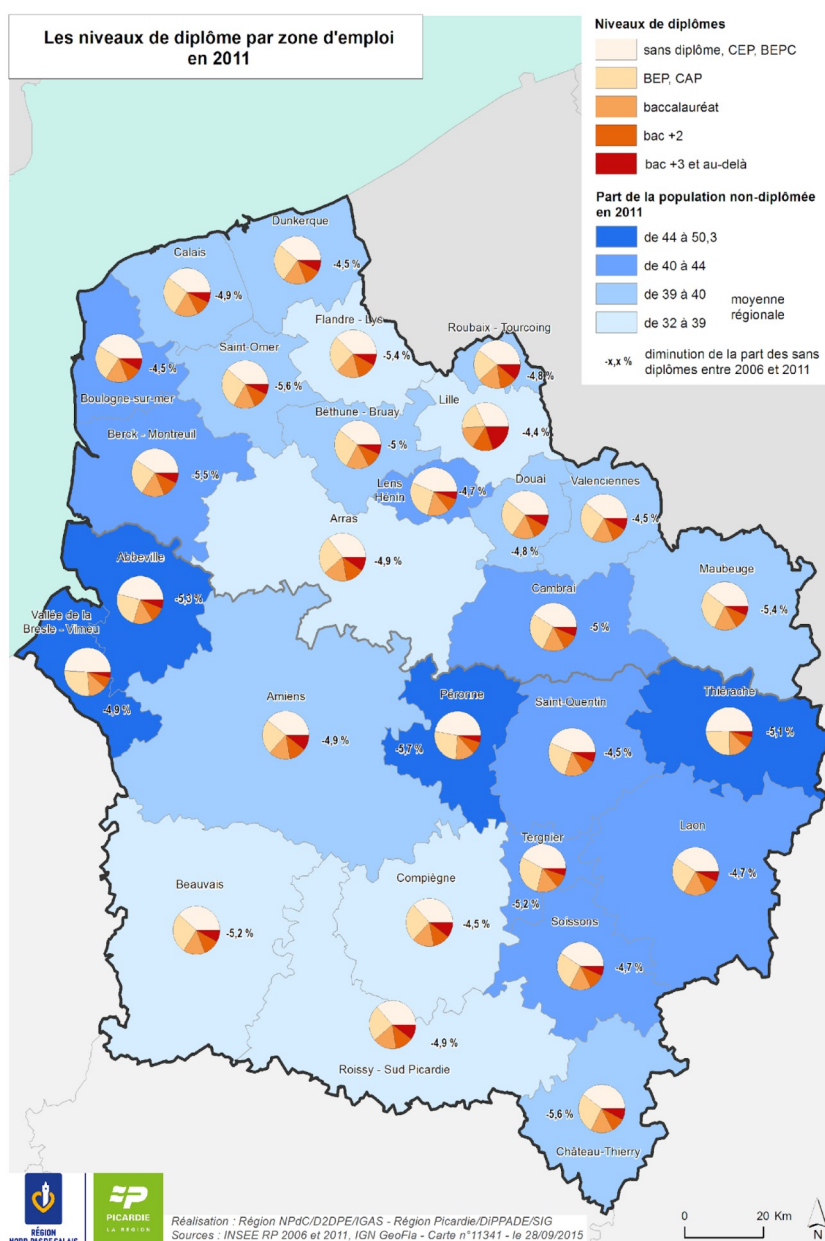 Les niveaux de diplôme par zone d'emploi
en 2011
Niveaux de diplômes
sans diplôme, CEP, BEPC
BEP, CAP
baccalauréat
bac +2
bac +3 et au-delà
Part de la population non-diplômée
en 2011
de 44 à 50,3
de 40 à 44
de 39 à 40
moyenne
régionale
de 32 à 39
-x,x %
diminution de la part des sans
diplômes entre 2006 et 2011
Dunkerque
-4,5 %
Calais
-4,9 %
Flandre - Lys
-5,4 %
Roubaix - Tourcoing
-4,8%
Saint-Omer
-5,6 %
-4,5 %
Boulogne-sur-mer
Lille
-4,4 %
Béthune - Bruay
-5 %
Berck - Montreuil
-5,5 %
Lens
Hénin
-4,7 %
Douai
-4,8 %
Valenciennes
-4,5 %
Arras
-4,9 %
Abbeville
-5,3 %
Maubeuge
-5,4 %
Cambrai
-5 %
Vallée de la
Bresle - Vimeu
-4,9 %
Amiens
-4,9 %
Péronne
-5,7 %
Saint-Quentin
-4,5 %
Thiérache
-5,1 %
Laon
-4,7 %
Tergnier
-5,2 %
Beauvais
-5,2 %
Compiègne
-4,5 %
Soissons
-4,7 %
-4,9 %
Roissy - Sud Picardie
-5,6 %
Château-Thierry
RÉGION
NORD-PAS DE CALAIS
PICARDIE
LA RÉGION
Réalisation : Région NPdC/D2DPE/IGAS - Région Picardie/DiPPADE/SIG
Sources : INSEE RP 2006 et 2011, IGN GeoFla - Carte n°11341 - le 28/09/2015
0 20 Km
N